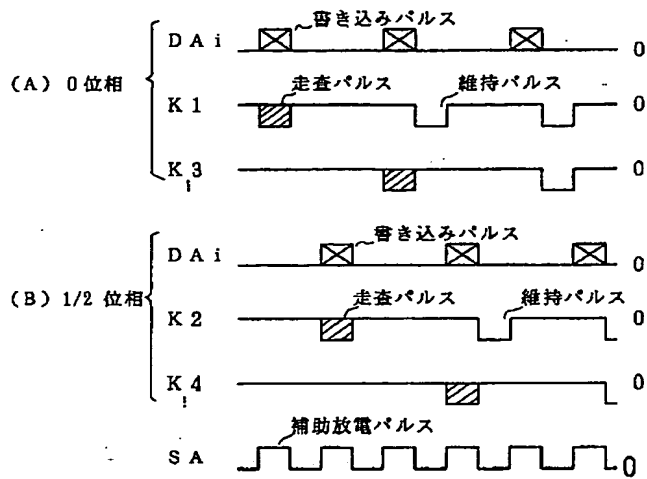 書き込みパルス
DAi 0
(A) 0位相
走査パルス 維持パルス
K1 0
K3 0
書き込みパルス
DAi 0
(B) 1/2位相
走査パルス 維持パルス
K2 0
K4 0
補助放電パルス
SA 0